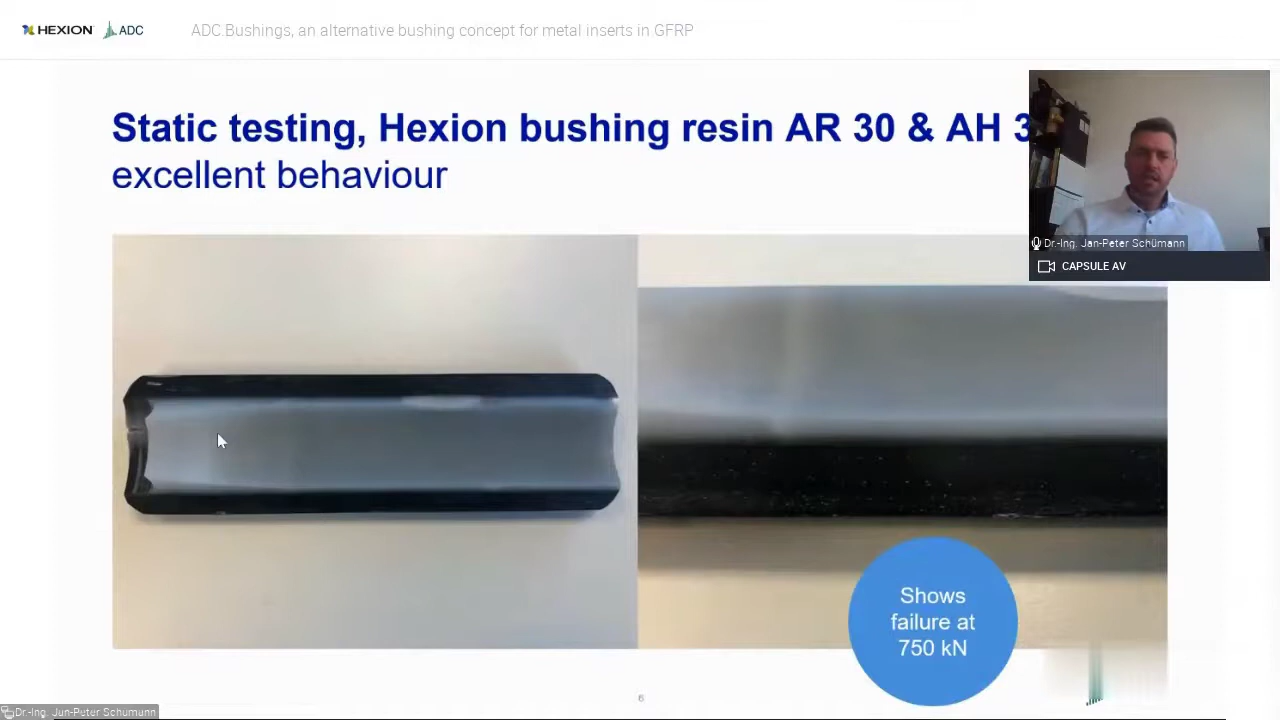 HEXION ADC
ADC.Bushings, an alternative bushing concept for metal inserts in GFRP
Static testing, Hexion bushing resin AR 30 & AH 3
excellent behaviour
Dr.-Ing. Jan-Peter Schümann
CAPSULE AV
Shows
failure at
750 kN
6
Dr.-Ing. Jan-Peter Schümann